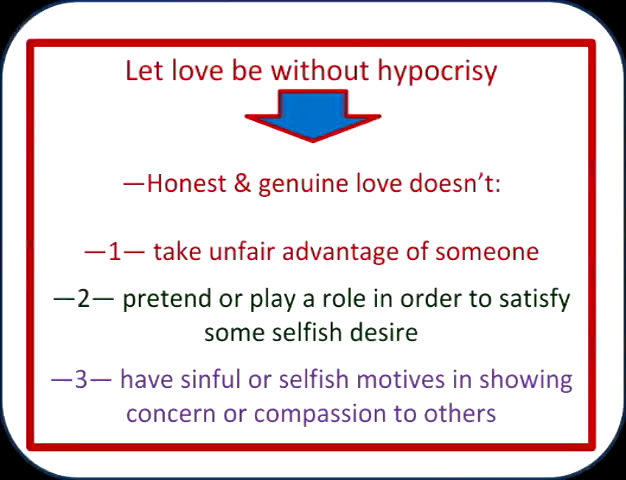 Let love be without hypocrisy
—Honest & genuine love doesn't:
—1— take unfair advantage of someone
—2— pretend or play a role in order to satisfy
some selfish desire
—3— have sinful or selfish motives in showing
concern or compassion to others